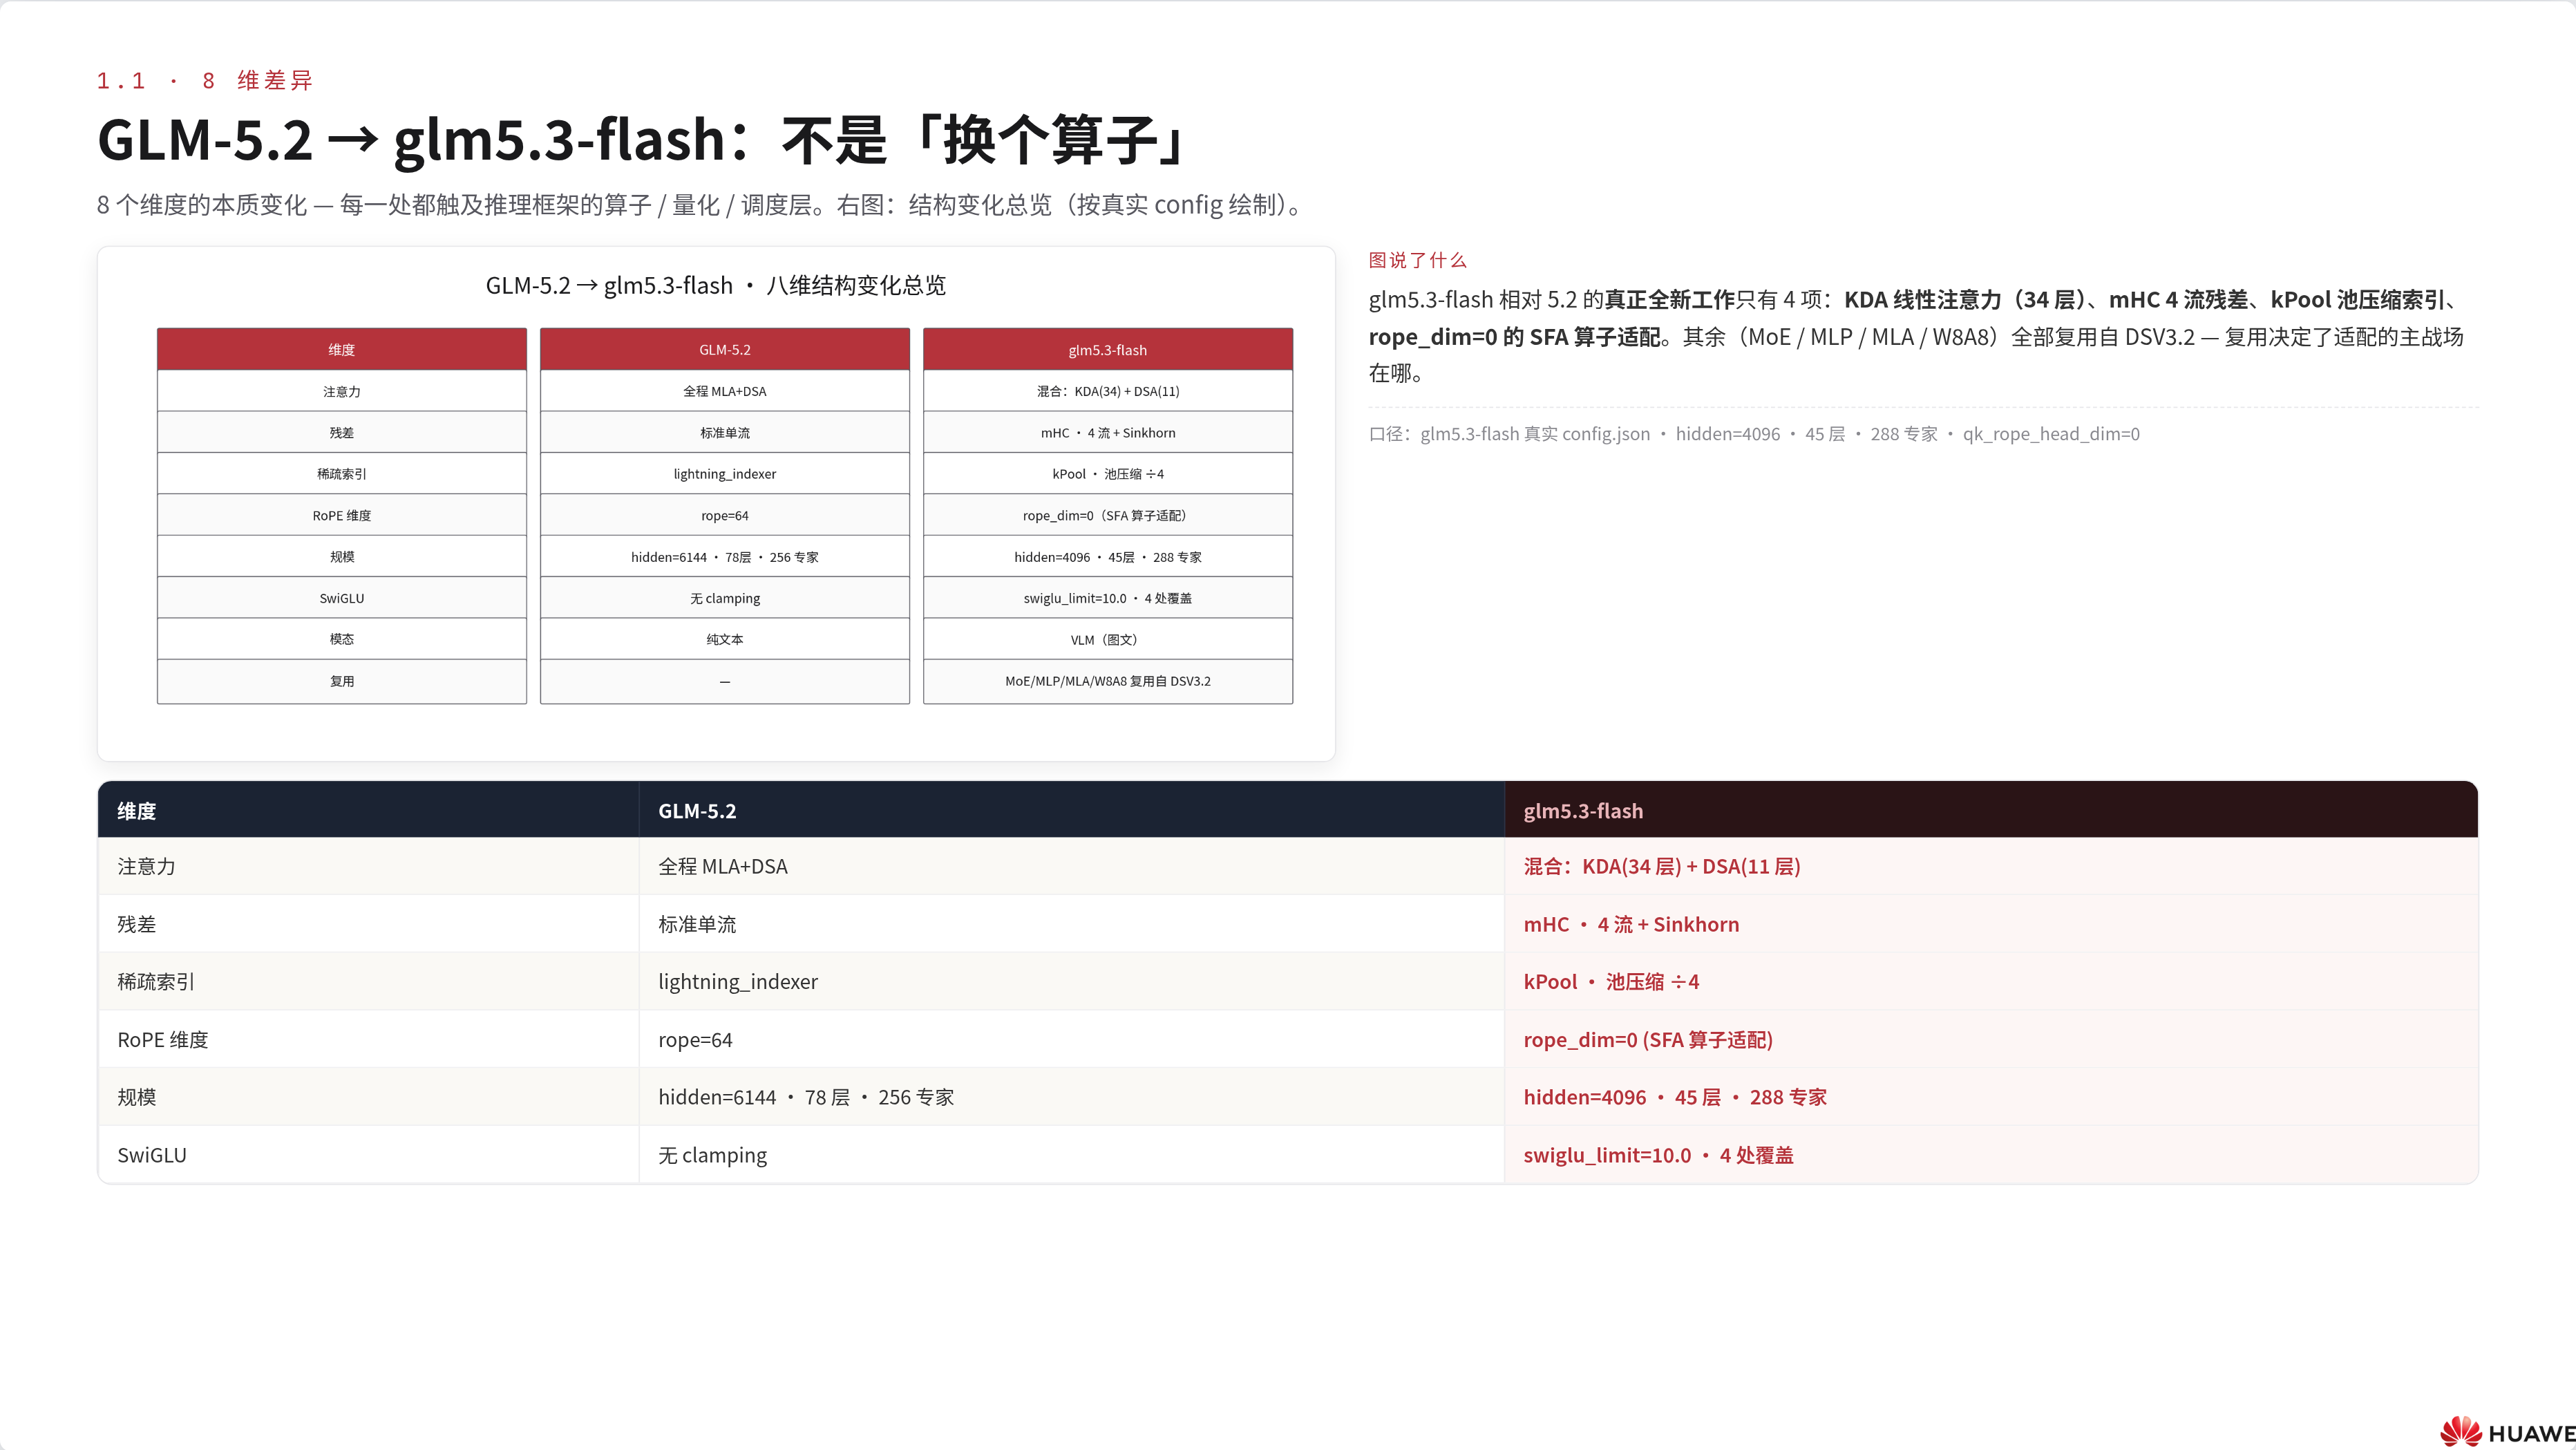 1.1 · 8 维差异
GLM-5.2 → glm5.3-flash：不是「换个算子」
8 个维度的本质变化 — 每一处都触及推理框架的算子 / 量化 / 调度层。右图：结构变化总览（按真实 config 绘制）。
GLM-5.2 → glm5.3-flash · 八维结构变化总览
维度 GLM-5.2 glm5.3-flash
注意力 全程 MLA+DSA 混合：KDA(34) + DSA(11)
残差 标准单流 mHC · 4 流 + Sinkhorn
稀疏索引 lightning_indexer kPool · 池压缩 ÷4
RoPE 维度 rope=64 rope_dim=0（SFA 算子适配）
规模 hidden=6144 · 78层 · 256 专家 hidden=4096 · 45层 · 288 专家
SwiGLU 无 clamping swiglu_limit=10.0 · 4 处覆盖
模态 纯文本 VLM（图文）
复用 — MoE/MLP/MLA/W8A8 复用自 DSV3.2
图说了什么
glm5.3-flash 相对 5.2 的真正全新工作只有 4 项：KDA 线性注意力（34 层）、mHC 4 流残差、kPool 池压缩索引、
rope_dim=0 的 SFA 算子适配。其余（MoE / MLP / MLA / W8A8）全部复用自 DSV3.2 — 复用决定了适配的主战场
在哪。
口径：glm5.3-flash 真实 config.json · hidden=4096 · 45 层 · 288 专家 · qk_rope_head_dim=0
维度 GLM-5.2 glm5.3-flash
注意力 全程 MLA+DSA 混合：KDA(34 层) + DSA(11 层)
残差 标准单流 mHC · 4 流 + Sinkhorn
稀疏索引 lightning_indexer kPool · 池压缩 ÷4
RoPE 维度 rope=64 rope_dim=0 (SFA 算子适配)
规模 hidden=6144 · 78 层 · 256 专家 hidden=4096 · 45 层 · 288 专家
SwiGLU 无 clamping swiglu_limit=10.0 · 4 处覆盖
HUAWE